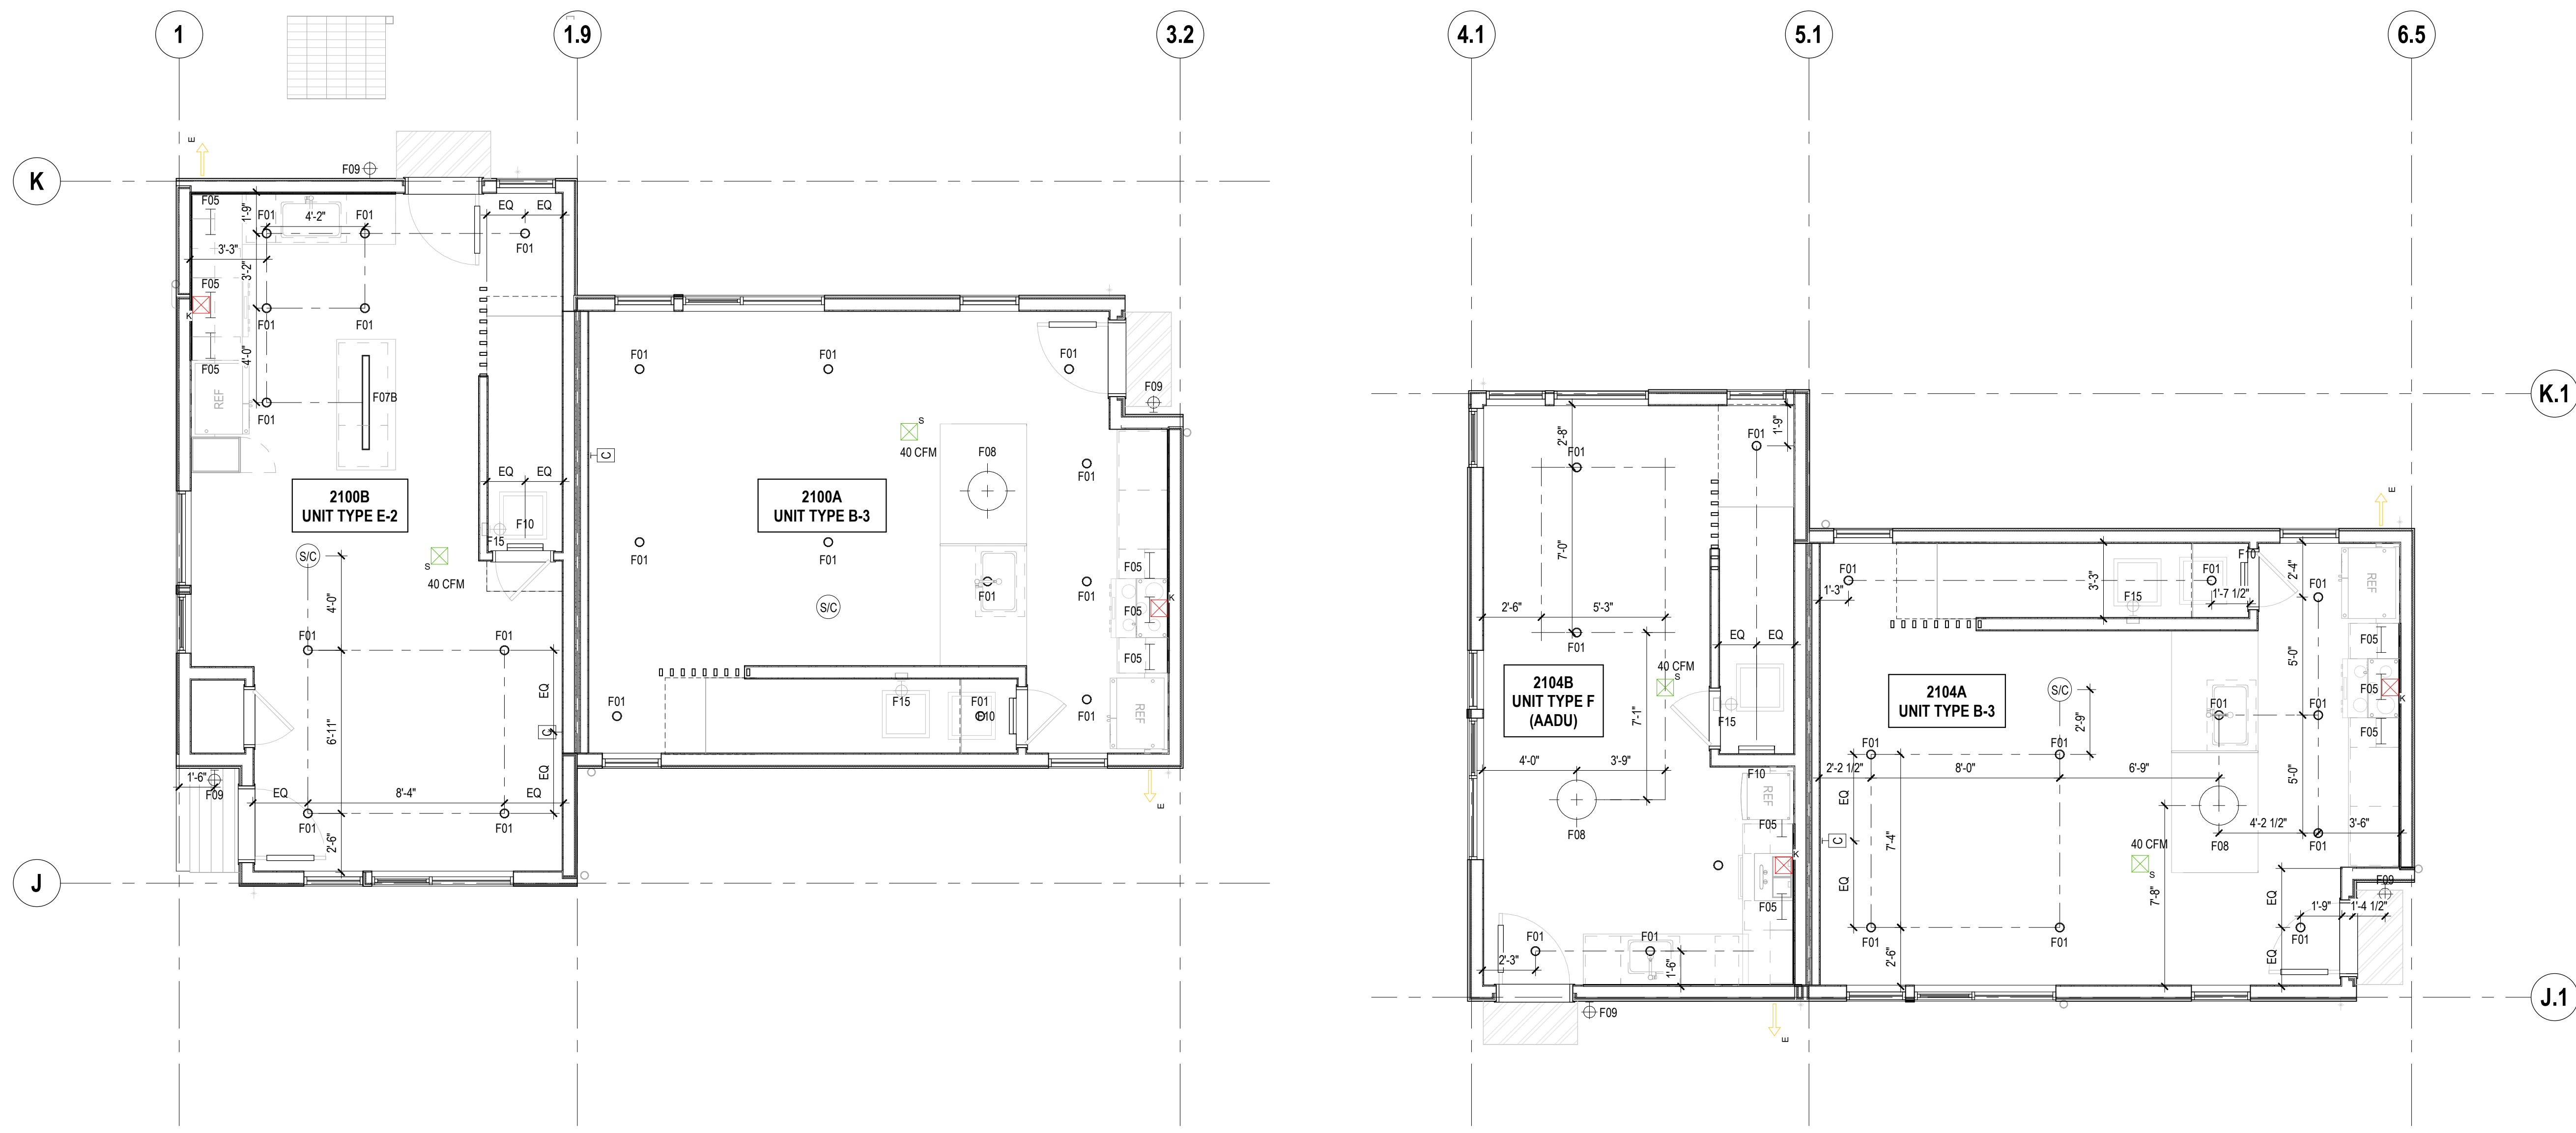 1
1.9
3.2
4.1
5.1
6.5
K
J
K.1
J.1
E
F09
F05
1'-9"
F01
4'-2"
F01
EQ
EQ
F01
3'-3"
3'-2"
F05
K
F01
F01
4'-0"
F05
REF
F01
F07B
2100B
UNIT TYPE E-2
EQ
EQ
F10
F15
S/C
S
40 CFM
4'-0"
F01
F01
EQ
6'-11"
C
EQ
1'-6"
F09
EQ
8'-4"
EQ
F01
F01
2'-6"
F01
F01
F01
F09
S
40 CFM
F08
C
F01
2100A
UNIT TYPE B-3
F01
F01
F05
F01
F01
F05
K
S/C
F05
F01
F15
F01
F10
F01
REF
E
1'-9"
F01
2'-8"
F01
7'-0"
2'-6"
5'-3"
F01
EQ
EQ
40 CFM
S
2104B
UNIT TYPE F
(AADU)
F15
7'-1"
4'-0"
3'-9"
F10
REF
F08
F05
K
F05
F01
F01
2'-3"
1'-6"
F09
E
E
F10
F01
F01
2'-4"
REF
1'-3"
3'-3"
F15
1'-7 1/2"
F01
F05
5'-0"
2104A
UNIT TYPE B-3
S/C
F05
K
2'-9"
F01
F01
F05
F01
F01
2'-2 1/2"
8'-0"
6'-9"
5'-0"
EQ
C
7'-4"
4'-2 1/2"
3'-6"
F08
F01
40 CFM
S
EQ
7'-8"
EQ
F09
1'-9"
1'-4 1/2"
F01
F01
F01
2'-6"
EQ